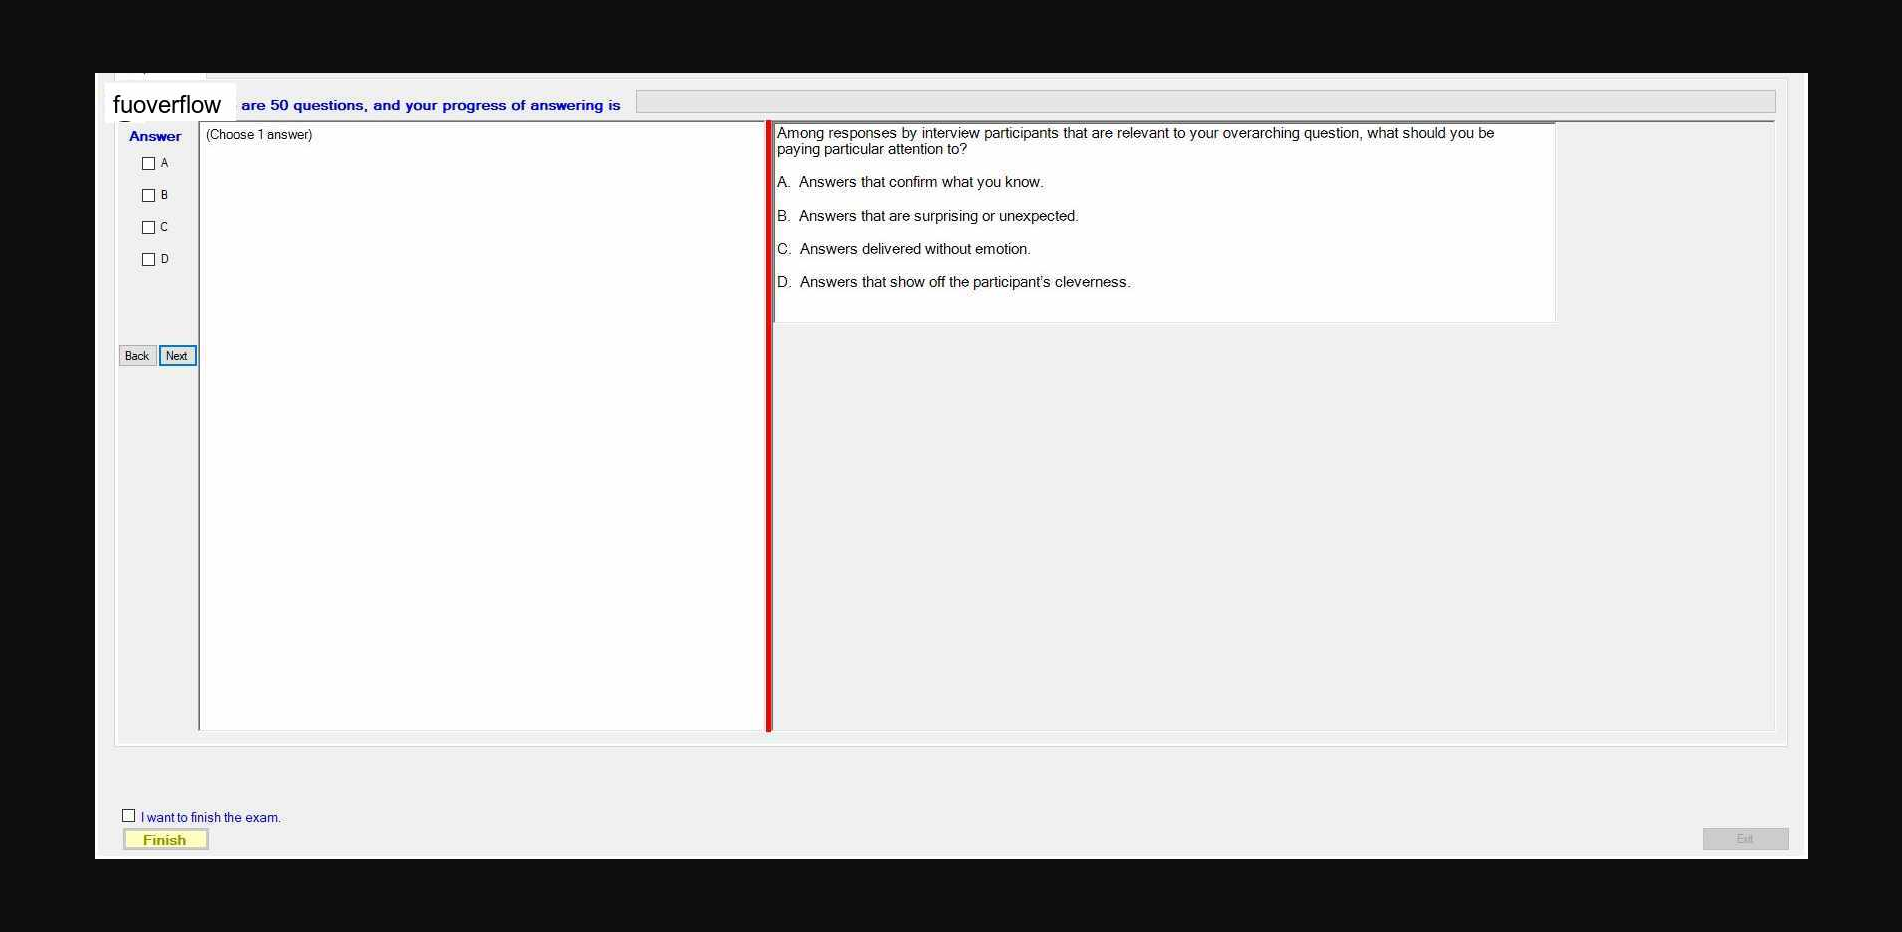 fuoverflow are 50 questions, and your progress of answering is
Answer
(Choose 1 answer)
A
B
C
D
Back Next
Among responses by interview participants that are relevant to your overarching question, what should you be
paying particular attention to?
A. Answers that confirm what you know.
B. Answers that are surprising or unexpected.
C. Answers delivered without emotion.
D. Answers that show off the participant's cleverness.
I want to finish the exam.
Finish
Exit